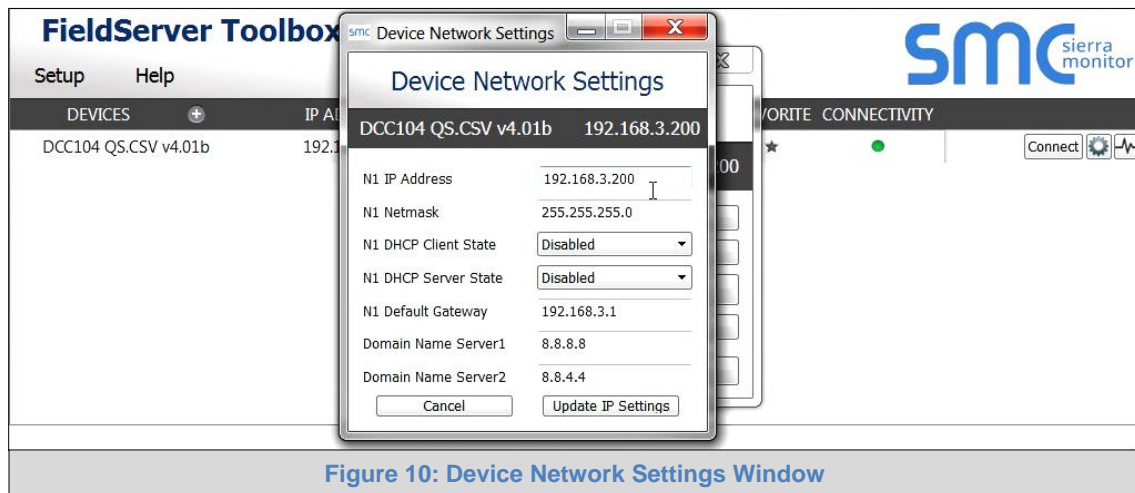 FieldServer Toolbox
smc Device Network Settings
X
smc sierra monitor
Setup Help
Device Network Settings
DEVICES
IP
ORITE CONNECTIVITY
DCC104 QS.CSV v4.01b 192.168.3.200
DCC104 QS.CSV v4.01b
192.
Connect
00
N1 IP Address 192.168.3.200
N1 Netmask 255.255.255.0
N1 DHCP Client State Disabled
N1 DHCP Server State Disabled
N1 Default Gateway 192.168.3.1
Domain Name Server1 8.8.8.8
Domain Name Server2 8.8.4.4
Cancel Update IP Settings
Figure 10: Device Network Settings Window